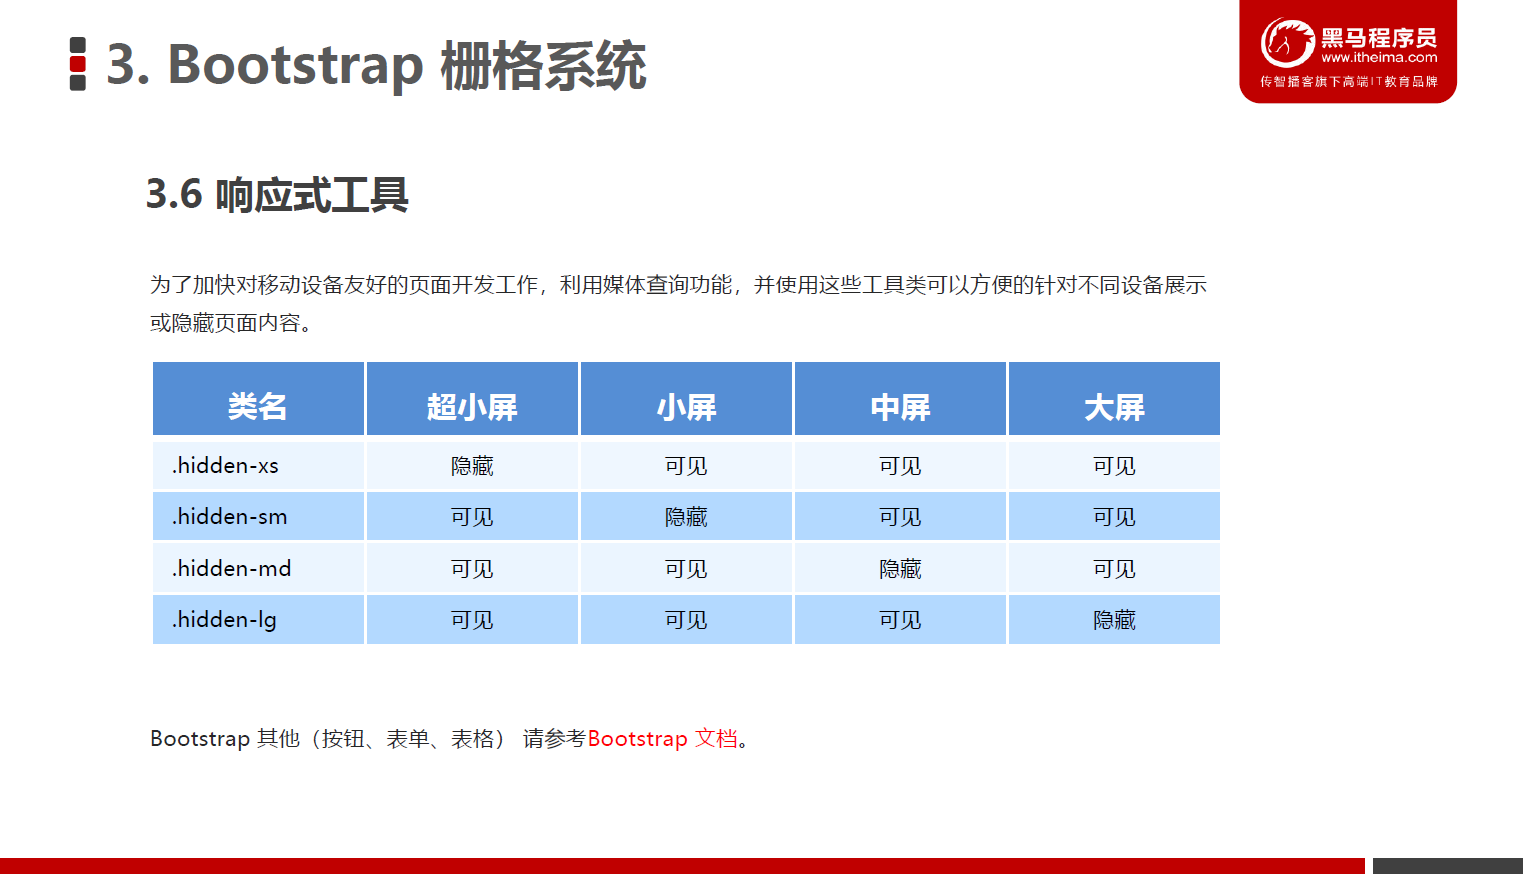 3. Bootstrap 栅格系统
黑马程序员
www.itheima.com
传智播客旗下高端IT教育品牌
3.6 响应式工具
为了加快对移动设备友好的页面开发工作，利用媒体查询功能，并使用这些工具类可以方便的针对不同设备展示
或隐藏页面内容。
类名 超小屏 小屏 中屏 大屏
.hidden-xs 隐藏 可见 可见 可见
.hidden-sm 可见 隐藏 可见 可见
.hidden-md 可见 可见 隐藏 可见
.hidden-lg 可见 可见 可见 隐藏
Bootstrap 其他（按钮、表单、表格） 请参考Bootstrap 文档。